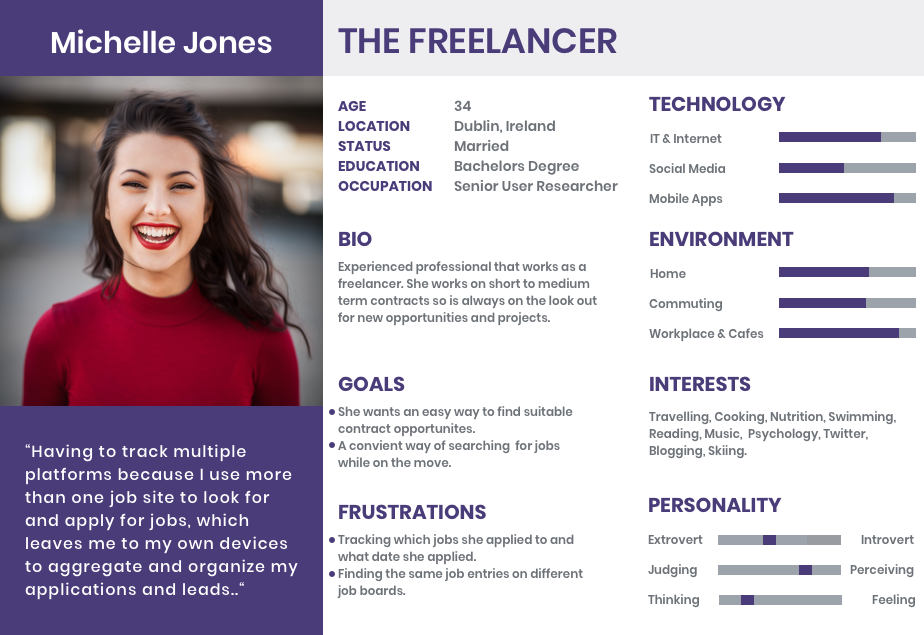 Michelle Jones
THE FREELANCER
“Having to track multiple
platforms because I use more
than one job site to look for
and apply for jobs, which
leaves me to my own devices
to aggregate and organize my
applications and leads..“
AGE 34
LOCATION Dublin, Ireland
STATUS Married
EDUCATION Bachelors Degree
OCCUPATION Senior User Researcher
BIO
Experienced professional that works as a
freelancer. She works on short to medium
term contracts so is always on the look out
for new opportunities and projects.
GOALS
• She wants an easy way to find suitable
contract opportunites.
• A convient way of searching  for jobs
while on the move.
FRUSTRATIONS
• Tracking which jobs she applied to and
what date she applied.
• Finding the same job entries on different
job boards.
TECHNOLOGY
IT & Internet
Social Media
Mobile Apps
ENVIRONMENT
Home
Commuting
Workplace & Cafes
INTERESTS
Travelling, Cooking, Nutrition, Swimming,
Reading, Music,  Psychology, Twitter,
Blogging, Skiing.
PERSONALITY
Extrovert Introvert
Judging Perceiving
Thinking Feeling